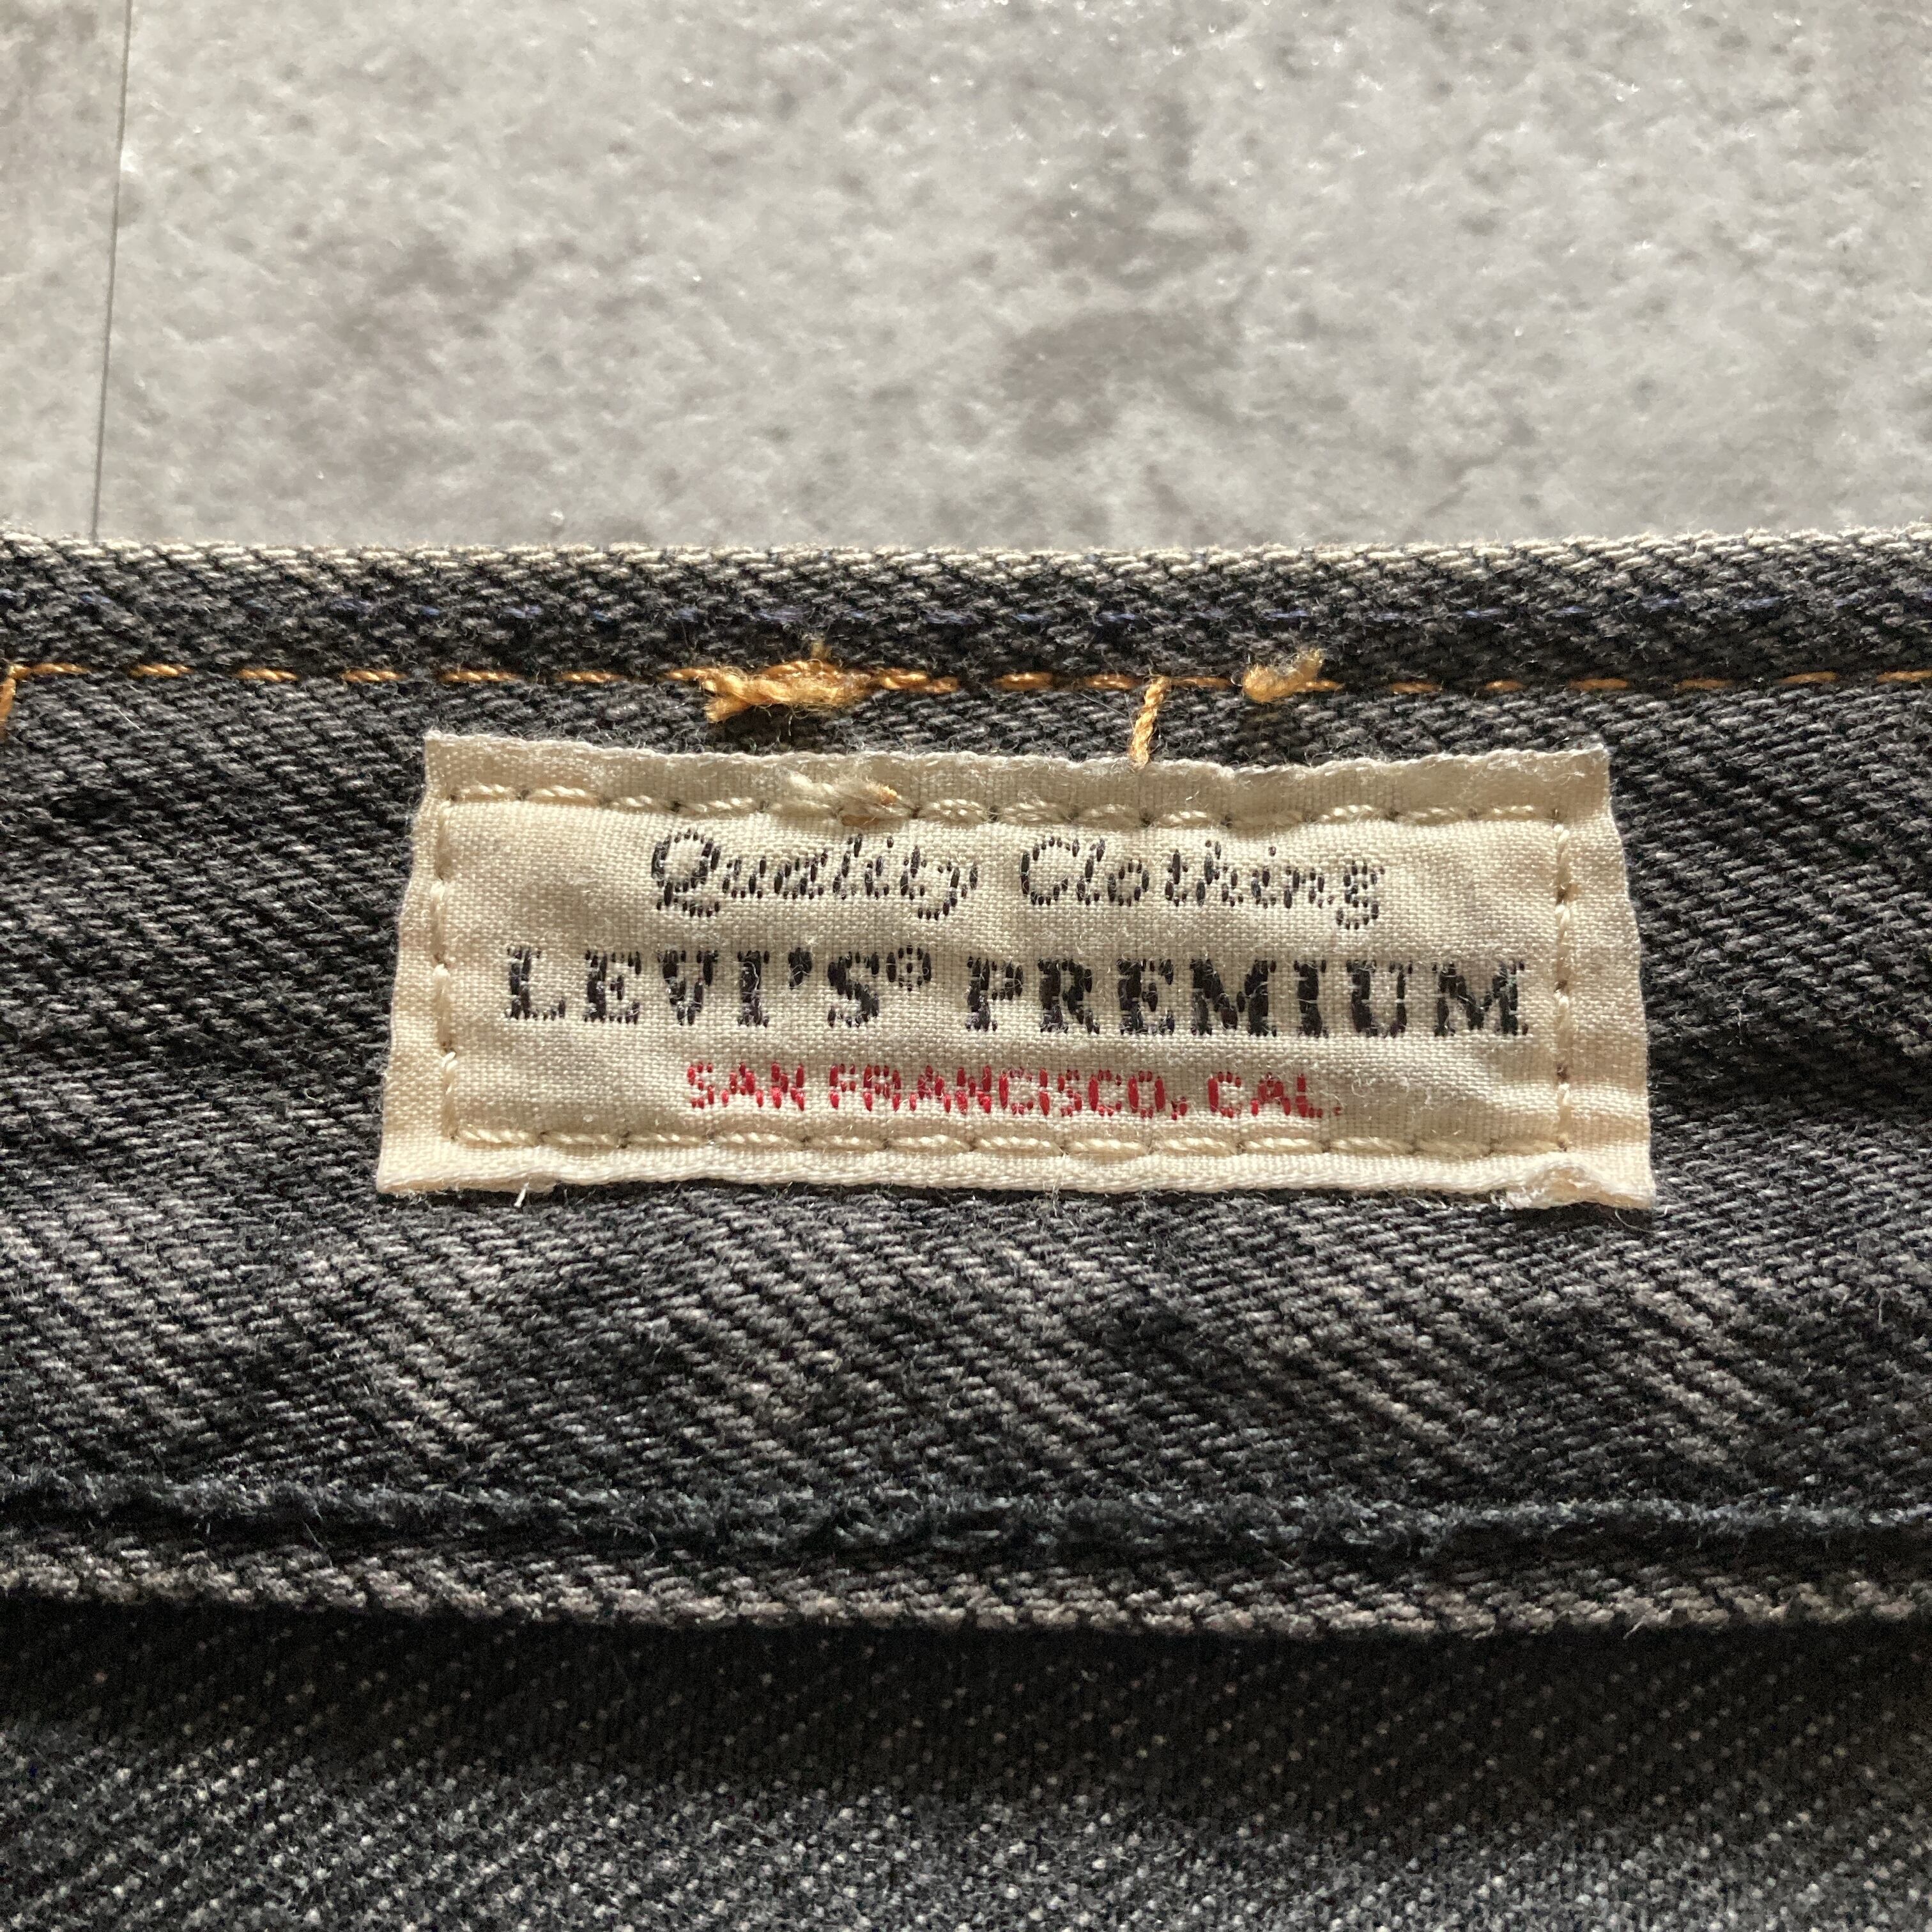 Quality Clothing
LEVI'S® PREMIUM
SAN FRANCISCO, CAL.